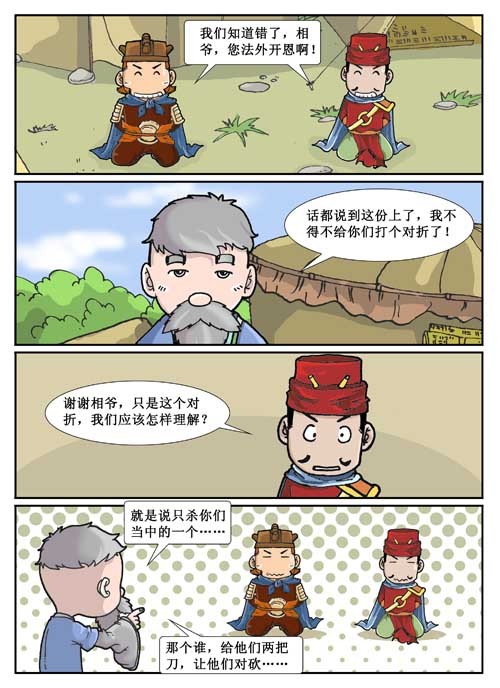 我们知道错了，相
爷，您法外开恩啊！
话都说到这份上了，我不
得不给你们打个对折了！
谢谢相爷，只是这个对
折，我们应该怎样理解？
就是说只杀你们
当中的一个……
那个谁，给他们两把
刀，让他们对砍……